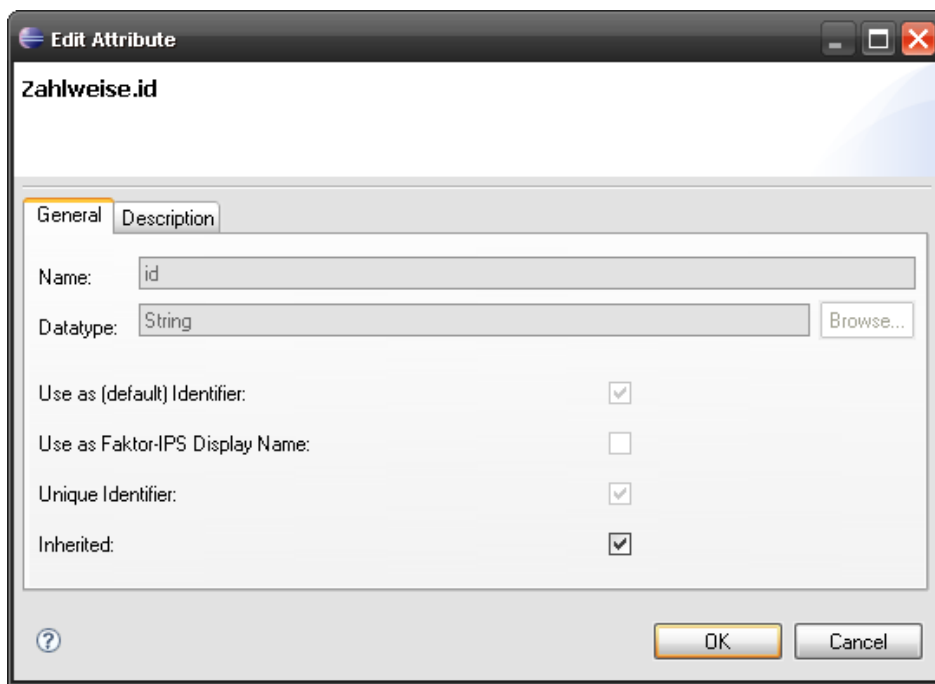 Edit Attribute
Zahlweise.id
General Description
Name: id
Datatype: String Browse...
Use as (default) Identifier:
Use as Faktor-IPS Display Name:
Unique Identifier:
Inherited:
? OK Cancel